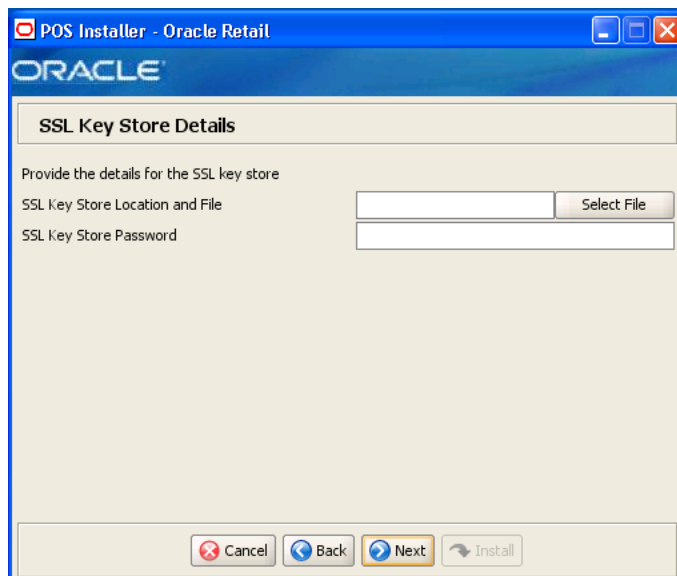 POS Installer - Oracle Retail
ORACLE
SSL Key Store Details
Provide the details for the SSL key store
SSL Key Store Location and File
Select File
SSL Key Store Password
Cancel
Back
Next
Install